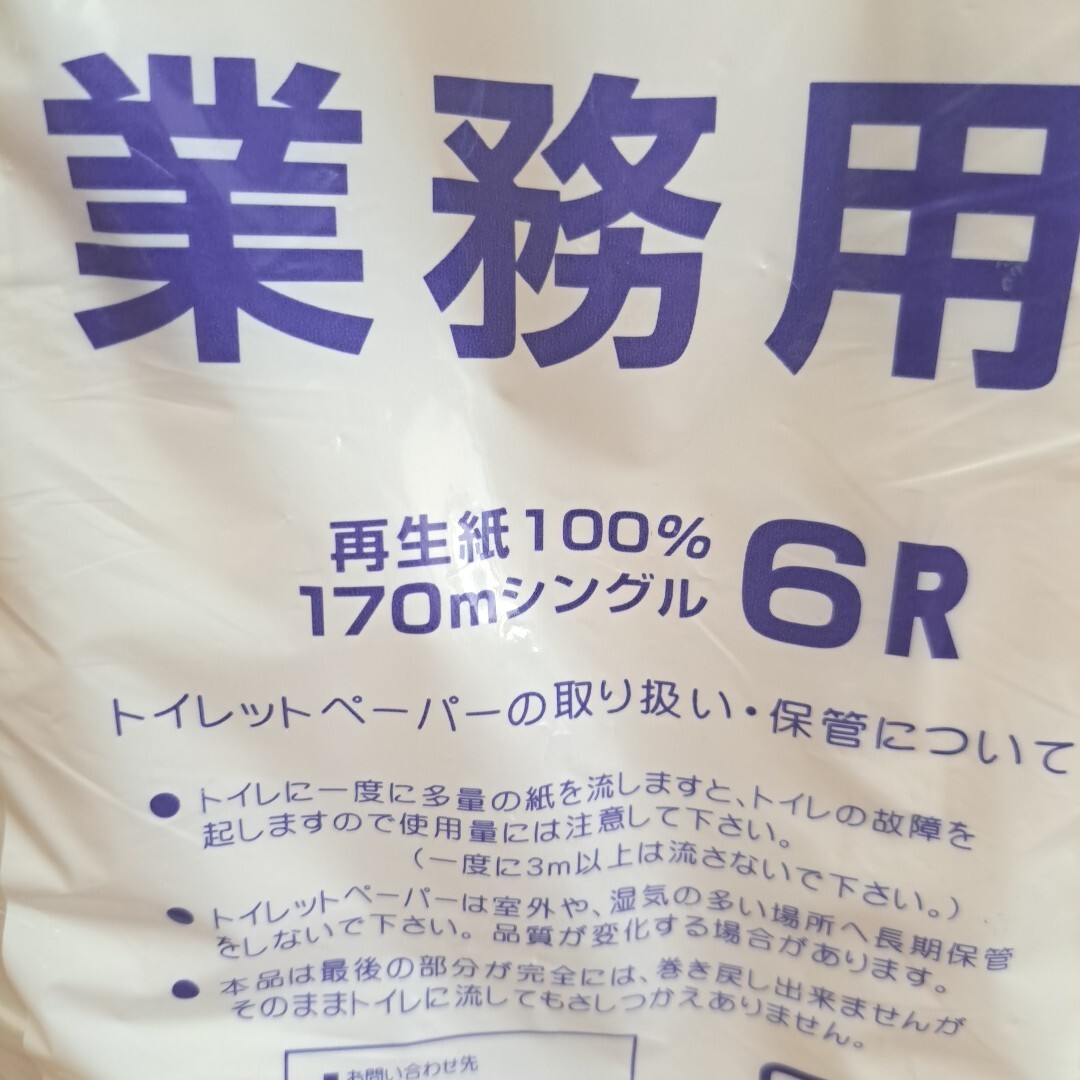 業務用
再生紙100%
170mシングル 6R
トイレットペーパーの取り扱い・保管について
●トイレに一度に多量の紙を流しますと、トイレの故障を
起しますので使用量には注意して下さい。
(一度に3m以上は流さないで下さい。)
●トイレットペーパーは室外や、湿気の多い場所へ長期保管
をしないで下さい。品質が変化する場合があります。
●本品は最後の部分が完全には、巻き戻し出来ませんが
そのままトイレに流してもさしつかえありません。
■お問い合わせ先